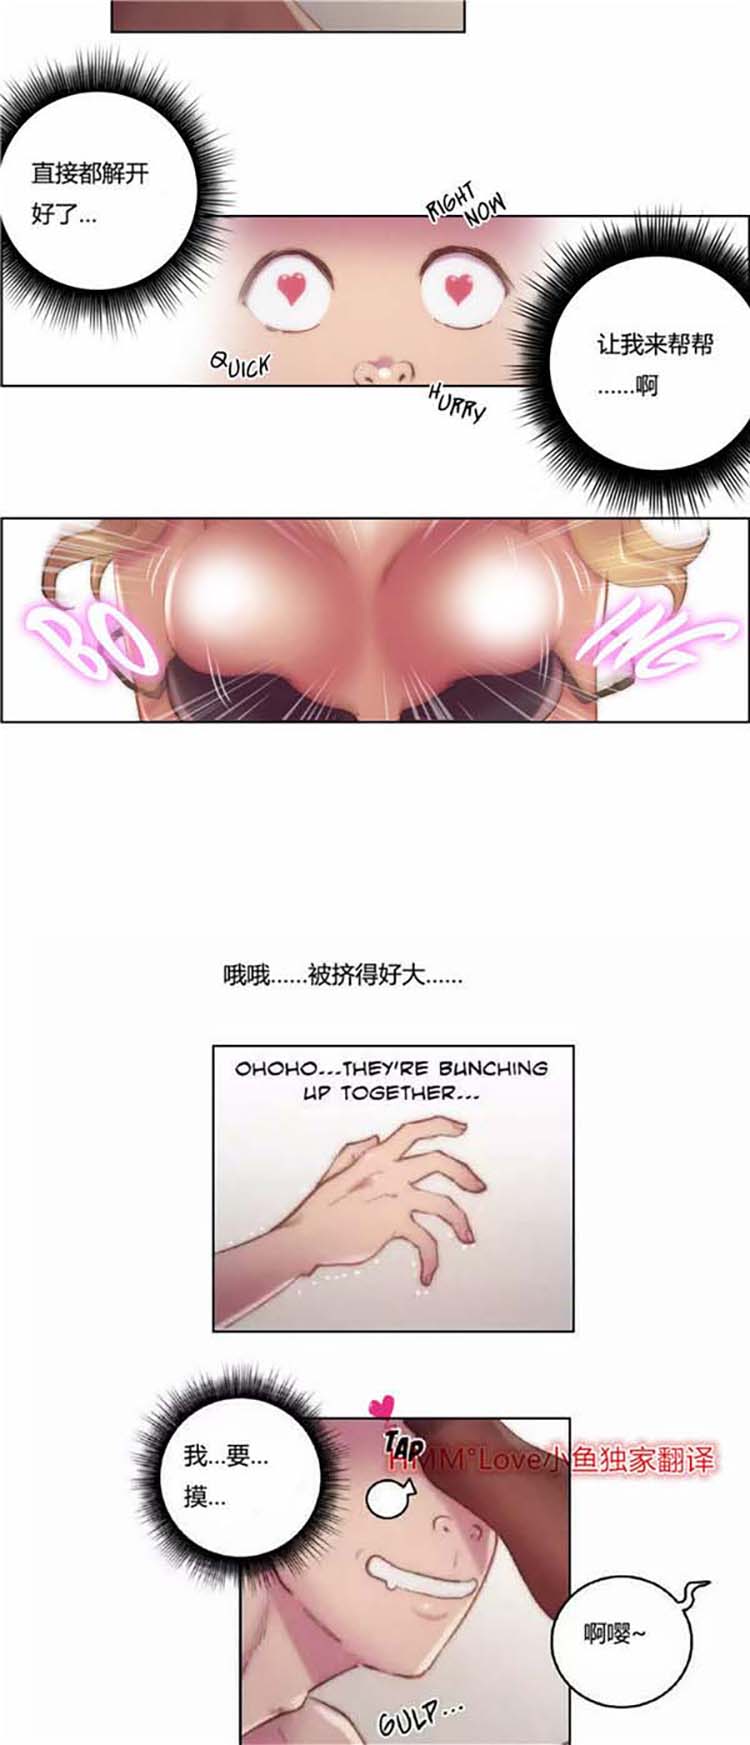 直接都解开
好了...
RIGHT
NOW
让我来帮帮
......啊
QUICK
HURRY
BOING
哦哦......被挤得好大......
OHOHO...THEY'RE BUNCHING
UP TOGETHER...
TAP
HMM°Love小鱼独家翻译
我...要...
摸...
啊嘤~
GULP...